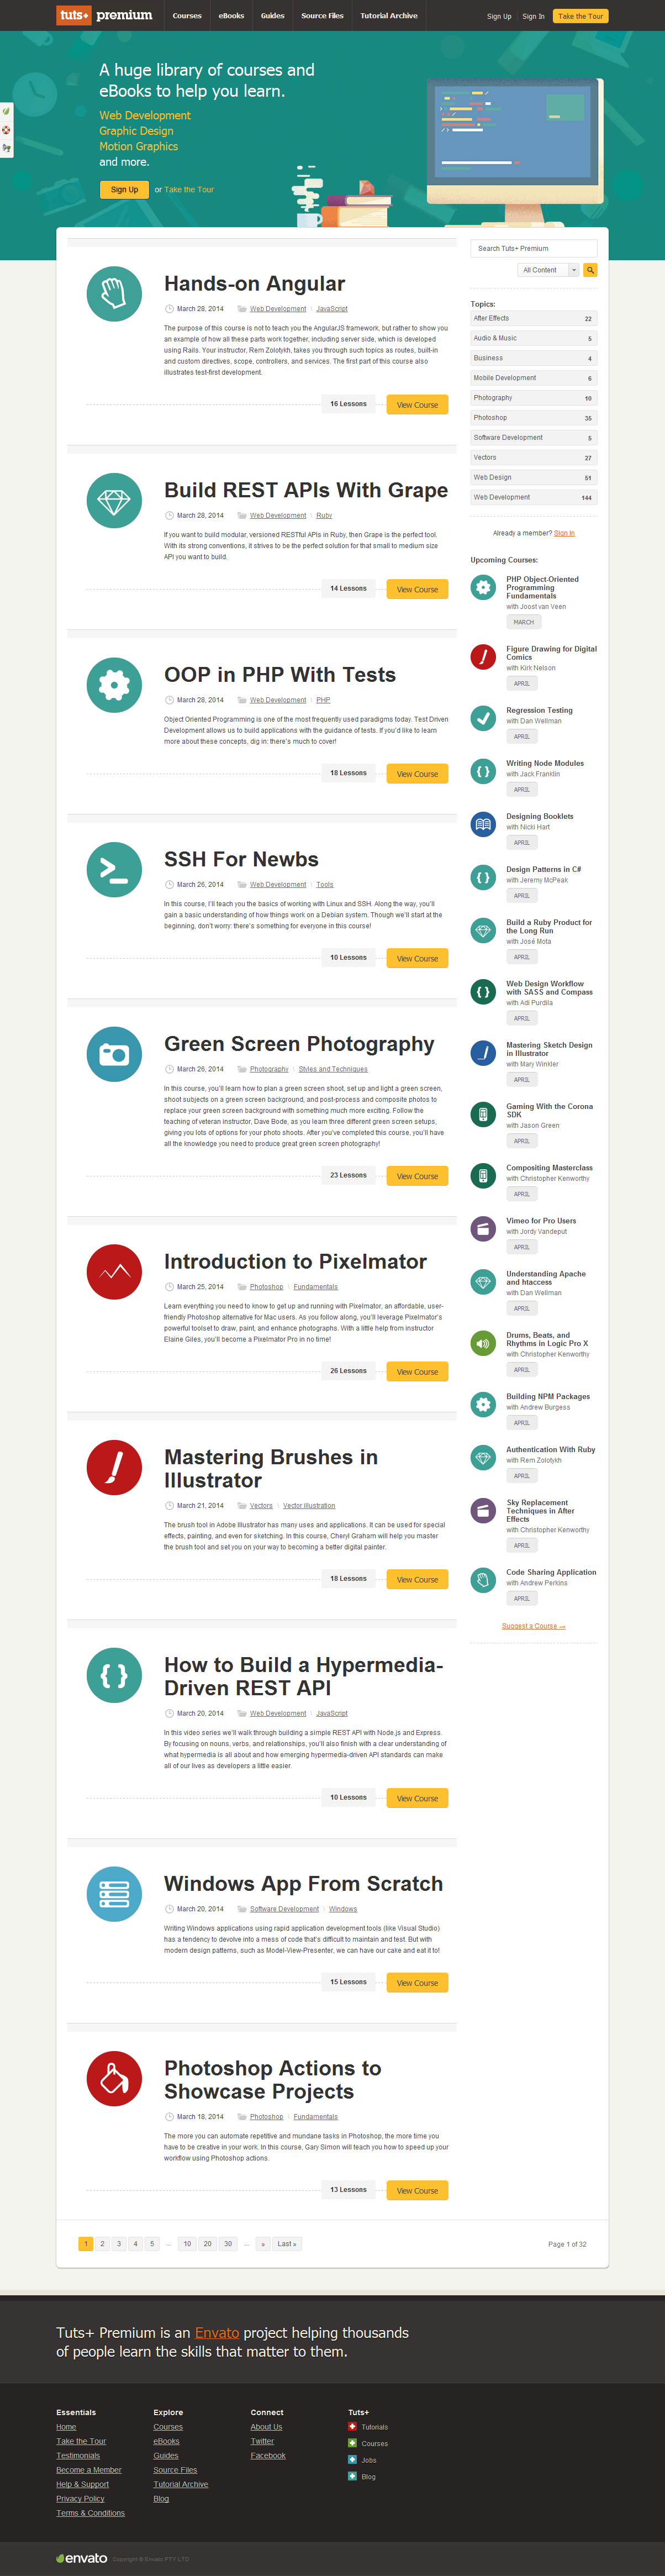 tuts+ premium
Courses
eBooks
Guides
Source Files
Tutorial Archive
Sign Up
Sign In
Take the Tour
A huge library of courses and
eBooks to help you learn.
Web Development
Graphic Design
Motion Graphics
and more.
Sign Up or Take the Tour
Hands-on Angular
March 28, 2014 Web Development \ JavaScript
The purpose of this course is not to teach you the AngularJS framework, but rather to show you
an example of how all these parts work together, including server side, which is developed
using Rails. Your instructor, Rem Zolotykh, takes you through such topics as routes, built-in
and custom directives, scope, controllers, and services. The first part of this course also
illustrates test-first development.
16 Lessons View Course
Build REST APIs With Grape
March 28, 2014 Web Development \ Ruby
If you want to build modular, versioned RESTful APIs in Ruby, then Grape is the perfect tool.
With its strong conventions, it strives to be the perfect solution for that small to medium size
API you want to build.
14 Lessons View Course
OOP in PHP With Tests
March 28, 2014 Web Development \ PHP
Object Oriented Programming is one of the most frequently used paradigms today. Test Driven
Development allows us to build applications with the guidance of tests. If you'd like to learn
more about these concepts, dig in: there's much to cover!
18 Lessons View Course
SSH For Newbs
March 26, 2014 Web Development \ Tools
In this course, I'll teach you the basics of working with Linux and SSH. Along the way, you'll
gain a basic understanding of how things work on a Debian system. Though we'll start at the
beginning, don't worry: there's something for everyone in this course!
10 Lessons View Course
Green Screen Photography
March 26, 2014 Photography \ Styles and Techniques
In this course, you'll learn how to plan a green screen shoot, set up and light a green screen,
shoot subjects on a green screen background, and post-process and composite photos to
replace your green screen background with something much more exciting. Follow the
teaching of veteran instructor, Dave Bode, as you learn three different green screen setups,
giving you lots of options for your photo shoots. After you've completed this course, you'll have
all the knowledge you need to produce great green screen photography!
23 Lessons View Course
Introduction to Pixelmator
March 25, 2014 Photoshop \ Fundamentals
Learn everything you need to know to get up and running with Pixelmator, an affordable, user-
friendly Photoshop alternative for Mac users. As you follow along, you'll leverage Pixelmator's
powerful toolset to draw, paint, and enhance photographs. With a little help from instructor
Elaine Giles, you'll become a Pixelmator Pro in no time!
26 Lessons View Course
Mastering Brushes in
Illustrator
March 21, 2014 Vectors \ Vector illustration
The brush tool in Adobe Illustrator has many uses and applications. It can be used for special
effects, painting, and even for sketching. In this course, Cheryl Graham will help you master
the brush tool and set you on your way to becoming a better digital painter.
18 Lessons View Course
How to Build a Hypermedia-
Driven REST API
March 20, 2014 Web Development \ JavaScript
In this video series we'll walk through building a simple REST API with Node.js and Express.
By focusing on nouns, verbs, and relationships, you'll also finish with a clear understanding of
what hypermedia is all about and how emerging hypermedia-driven API standards can make
all of our lives as developers a little easier.
10 Lessons View Course
Windows App From Scratch
March 20, 2014 Software Development \ Windows
Writing Windows applications using rapid application development tools (like Visual Studio)
has a tendency to devolve into a mess of code that's difficult to maintain and test. But with
modern design patterns, such as Model-View-Presenter, we can have our cake and eat it to!
15 Lessons View Course
Photoshop Actions to
Showcase Projects
March 18, 2014 Photoshop \ Fundamentals
The more you can automate repetitive and mundane tasks in Photoshop, the more time you
have to be creative in your work. In this course, Gary Simon will teach you how to speed up your
workflow using Photoshop actions.
13 Lessons View Course
1 2 3 4 5 ... 10 20 30 ... » Last »
Page 1 of 32
Search Tuts+ Premium
All Content
Topics:
After Effects 22
Audio & Music 5
Business 4
Mobile Development 6
Photography 10
Photoshop 35
Software Development 5
Vectors 27
Web Design 51
Web Development 144
Already a member? Sign In
Upcoming Courses:
PHP Object-Oriented
Programming
Fundamentals
with Joost van Veen
MARCH
Figure Drawing for Digital
Comics
with Kirk Nelson
APRIL
Regression Testing
with Dan Wellman
APRIL
Writing Node Modules
with Jack Franklin
APRIL
Designing Booklets
with Nicki Hart
APRIL
Design Patterns in C#
with Jeremy McPeak
APRIL
Build a Ruby Product for
the Long Run
with José Mota
APRIL
Web Design Workflow
with SASS and Compass
with Adi Purdila
APRIL
Mastering Sketch Design
in Illustrator
with Mary Winkler
APRIL
Gaming With the Corona
SDK
with Jason Green
APRIL
Compositing Masterclass
with Christopher Kenworthy
APRIL
Vimeo for Pro Users
with Jordy Vandeput
APRIL
Understanding Apache
and htaccess
with Dan Wellman
APRIL
Drums, Beats, and
Rhythms in Logic Pro X
with Christopher Kenworthy
APRIL
Building NPM Packages
with Andrew Burgess
APRIL
Authentication With Ruby
with Rem Zolotykh
APRIL
Sky Replacement
Techniques in After
Effects
with Christopher Kenworthy
APRIL
Code Sharing Application
with Andrew Perkins
APRIL
Suggest a Course →
Tuts+ Premium is an Envato project helping thousands
of people learn the skills that matter to them.
Essentials
Home
Take the Tour
Testimonials
Become a Member
Help & Support
Privacy Policy
Terms & Conditions
Explore
Courses
eBooks
Guides
Source Files
Tutorial Archive
Blog
Connect
About Us
Twitter
Facebook
Tuts+
Tutorials
Courses
Jobs
Blog
envato Copyright © Envato PTY LTD